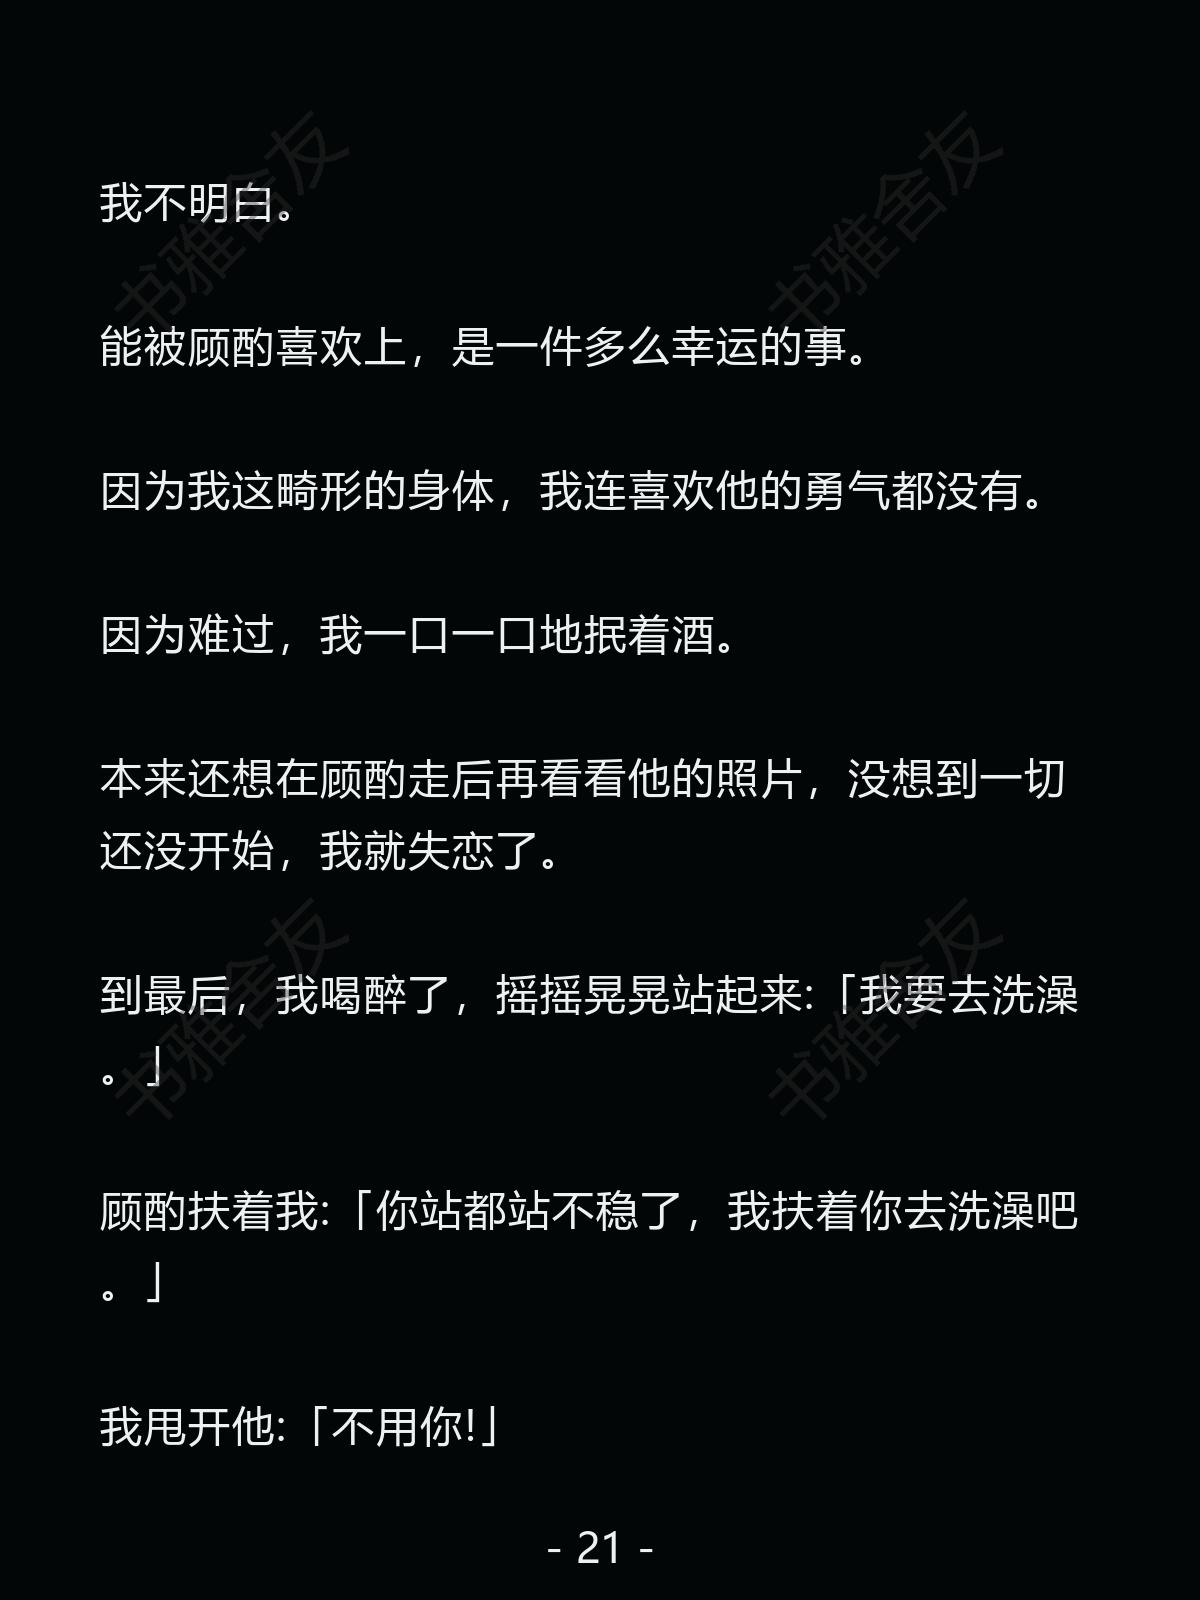 我不明白。
能被顾酌喜欢上，是一件多么幸运的事。
因为我这畸形的身体，我连喜欢他的勇气都没有。
因为难过，我一口一口地抿着酒。
本来还想在顾酌走后再看看他的照片，没想到一切
还没开始，我就失恋了。
到最后，我喝醉了，摇摇晃晃站起来:「我要去洗澡
。」
顾酌扶着我:「你站都站不稳了，我扶着你去洗澡吧
。」
我甩开他:「不用你!」
- 21 -
书雅舍友
书雅舍友
书雅舍友
书雅舍友